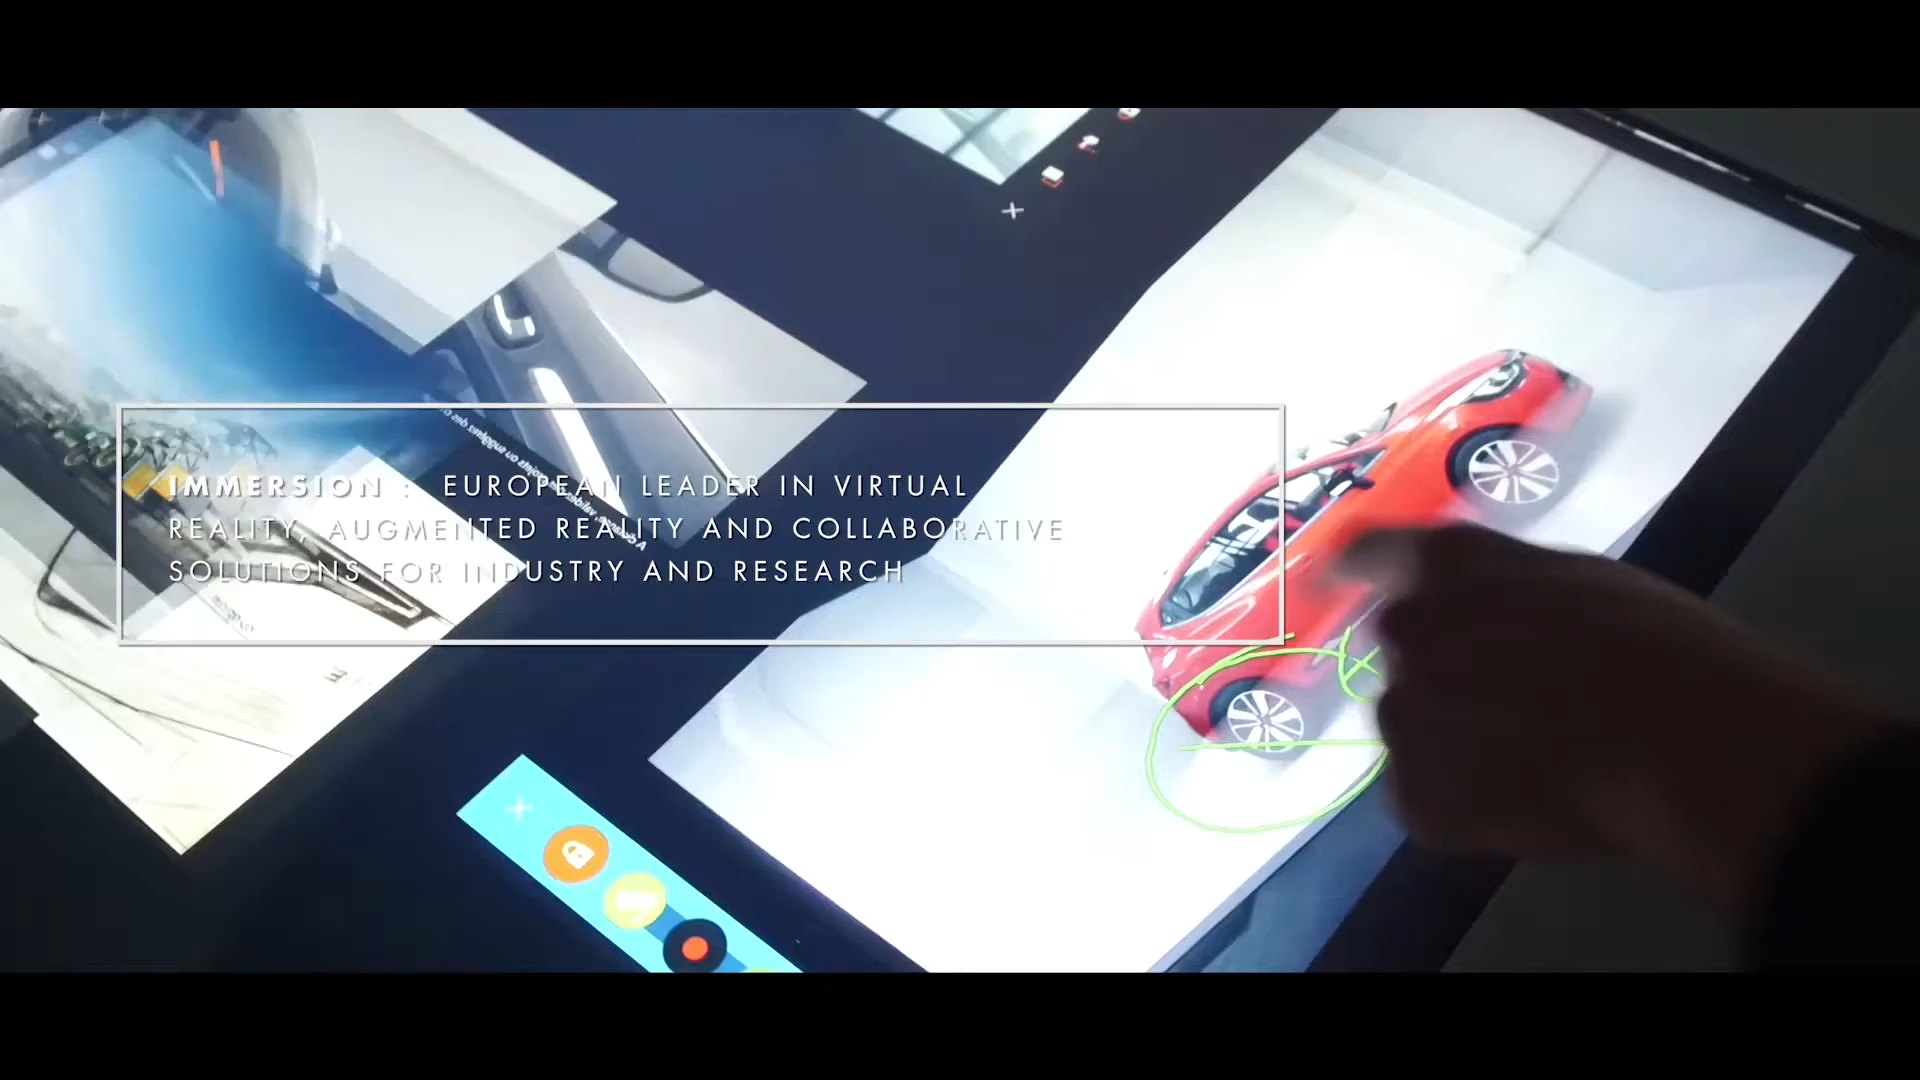 IMMERSION : EUROPEAN LEADER IN VIRTUAL
REALITY, AUGMENTED REALITY AND COLLABORATIVE
SOLUTIONS FOR INDUSTRY AND RESEARCH